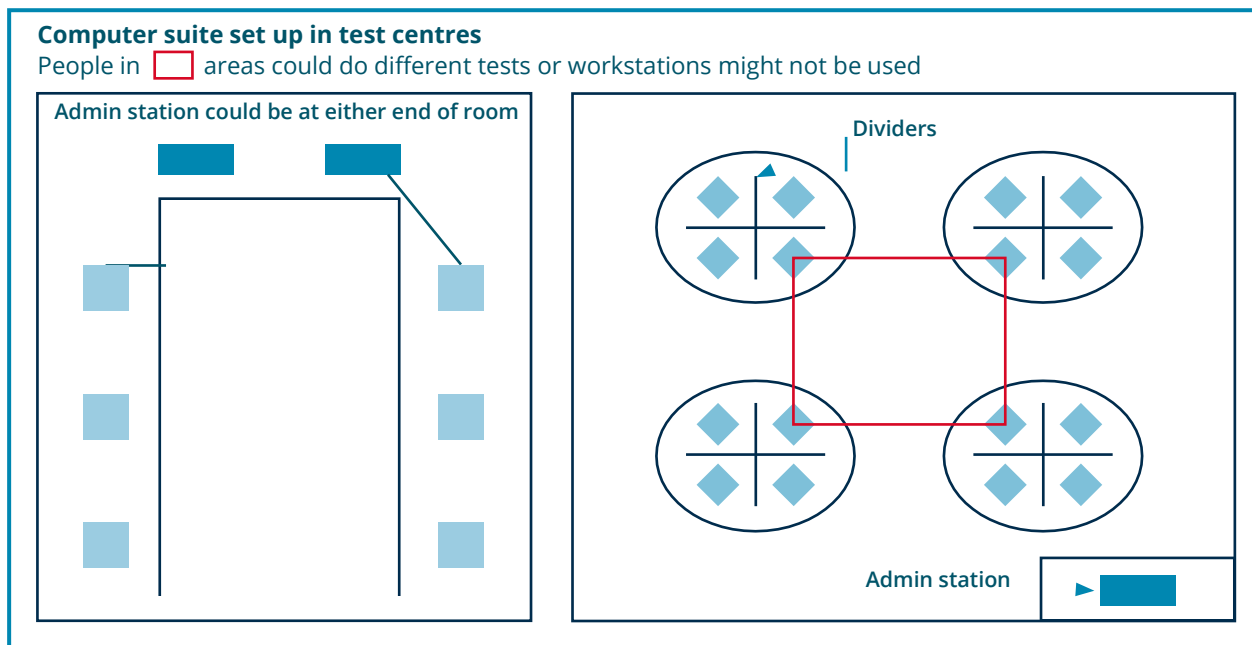 Computer suite set up in test centres
People in areas could do different tests or workstations might not be used
Admin station could be at either end of room
Dividers
Admin station